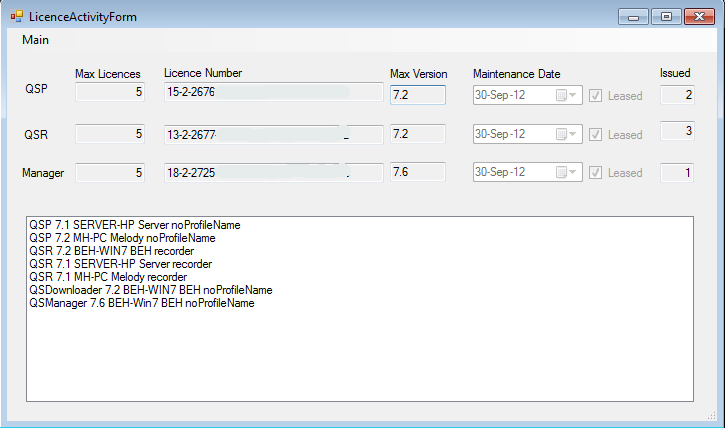 LicenceActivityForm
Main
Max Licences Licence Number Max Version Maintenance Date Issued
QSP 5 15-2-2676 7.2 30-Sep-12 Leased 2
QSR 5 13-2-2677 7.2 30-Sep-12 Leased 3
Manager 5 18-2-2725 7.6 30-Sep-12 Leased 1
QSP 7.1 SERVER-HP Server noProfileName
QSP 7.2 MH-PC Melody noProfileName
QSR 7.2 BEH-WIN7 BEH recorder
QSR 7.1 SERVER-HP Server recorder
QSR 7.1 MH-PC Melody recorder
QSDownloader 7.2 BEH-WIN7 BEH noProfileName
QSManager 7.6 BEH-Win7 BEH noProfileName